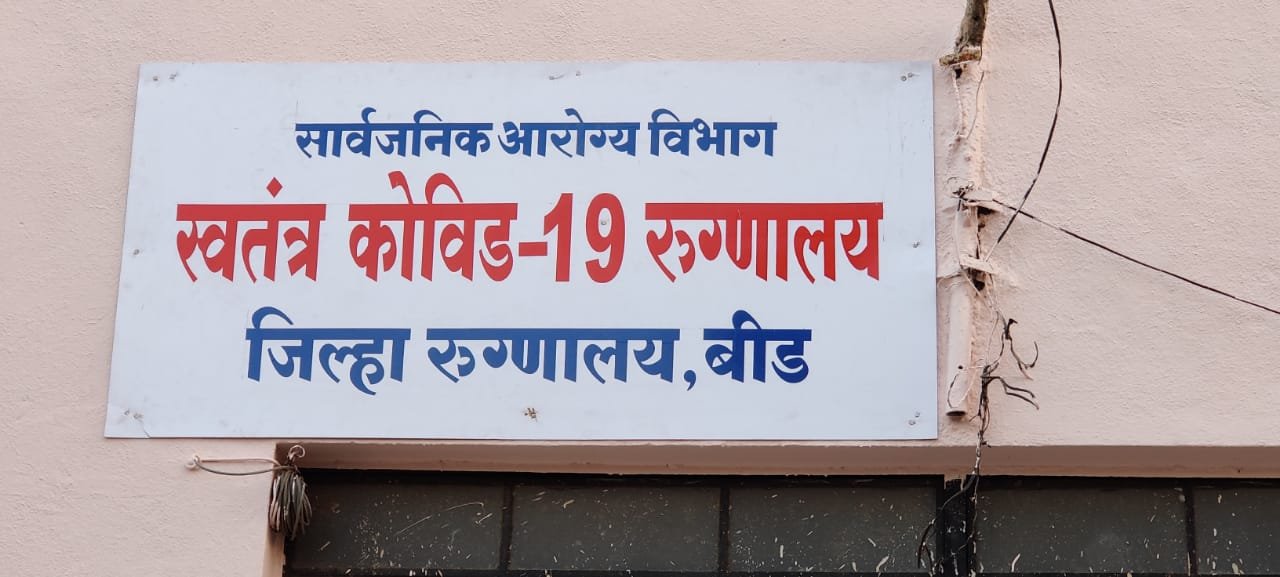 सार्वजनिक आरोग्य विभाग
स्वतंत्र कोविड-19 रुग्णालय
जिल्हा रुग्णालय, बीड